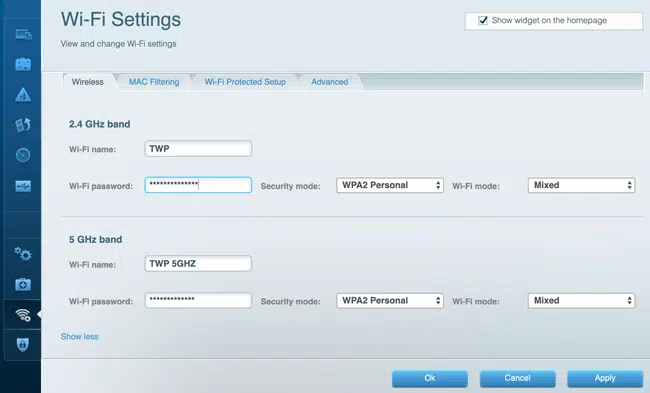 Wi-Fi Settings
Show widget on the homepage
View and change Wi-Fi settings
Wireless MAC Filtering Wi-Fi Protected Setup Advanced
2.4 GHz band
Wi-Fi name: TWP
Wi-Fi password: ************** Security mode: WPA2 Personal Wi-Fi mode: Mixed
5 GHz band
Wi-Fi name: TWP 5GHZ
Wi-Fi password: ************* Security mode: WPA2 Personal Wi-Fi mode: Mixed
Show less
Ok Cancel Apply